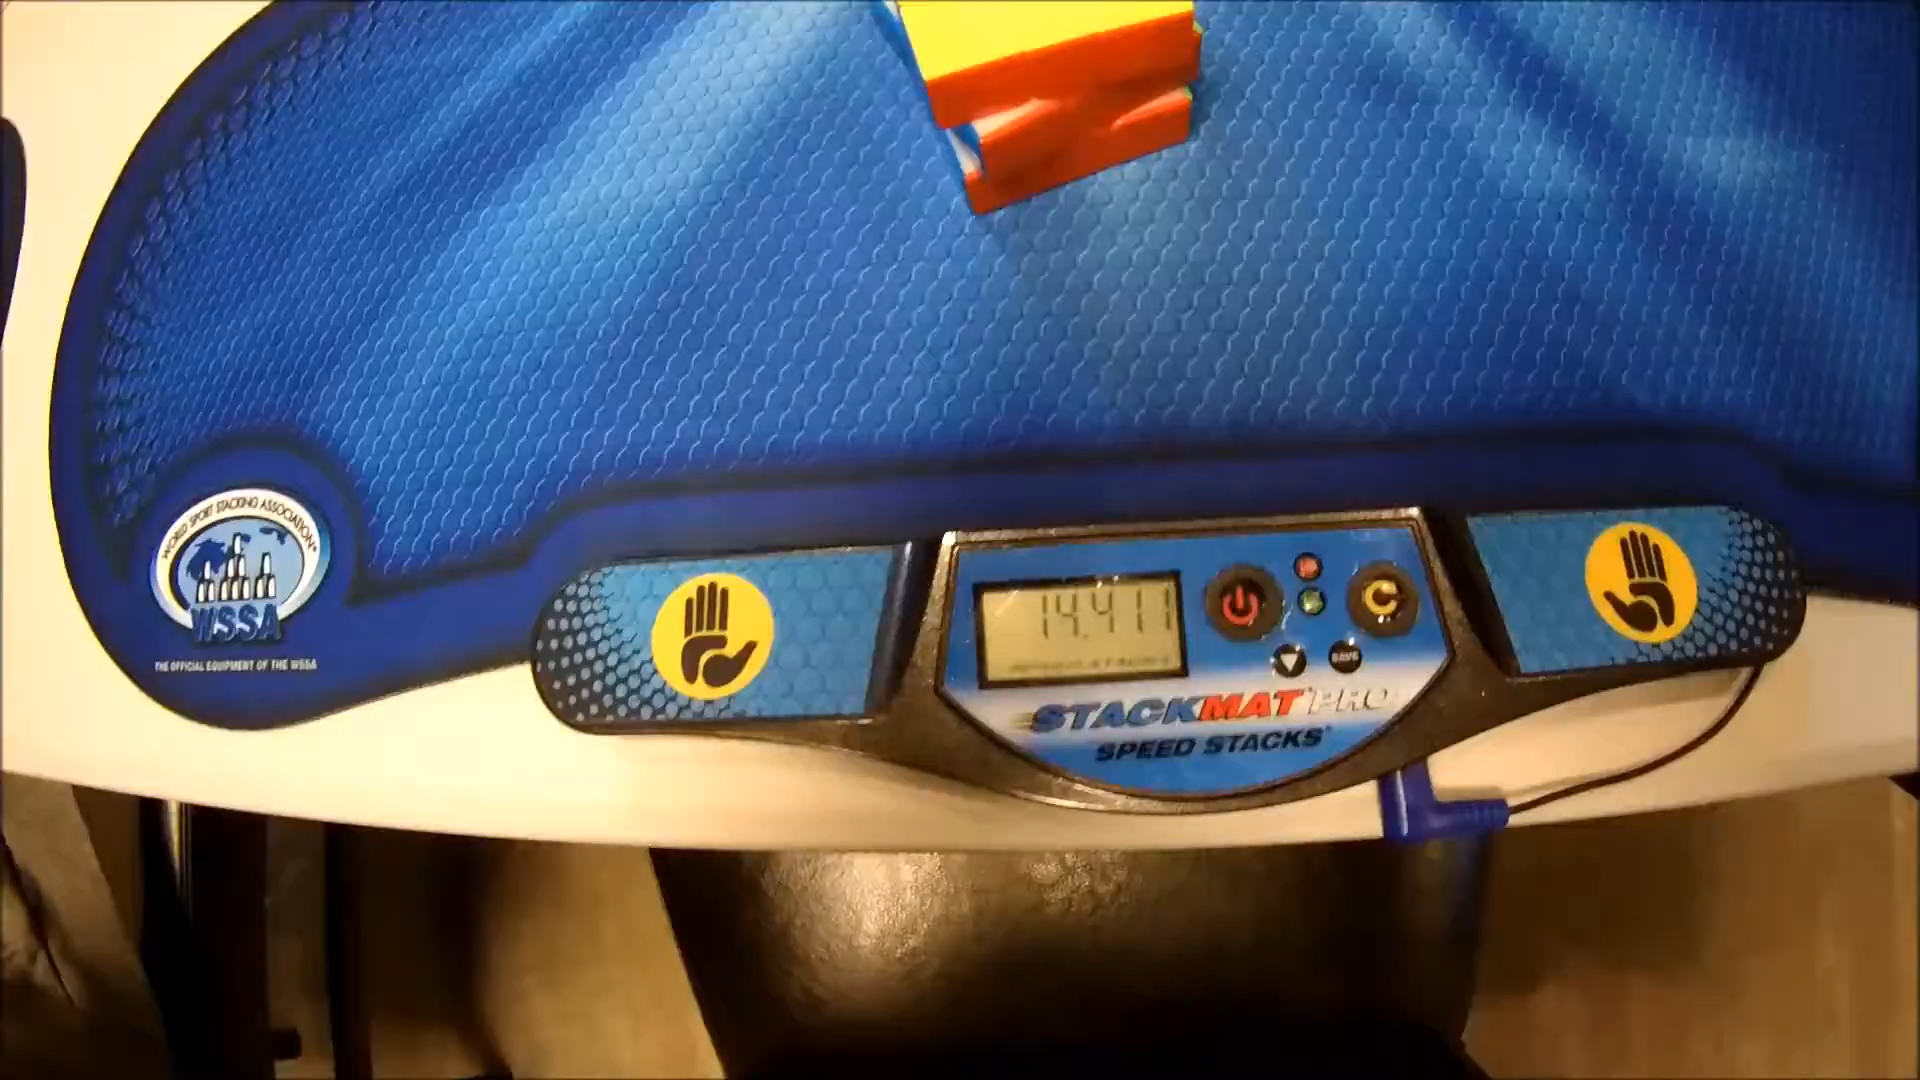 WORLD SPORT STACKING ASSOCIATION®
WSSA
THE OFFICIAL EQUIPMENT OF THE WSSA
14.411
SAVE
STACKMAT® PRO
SPEED STACKS®